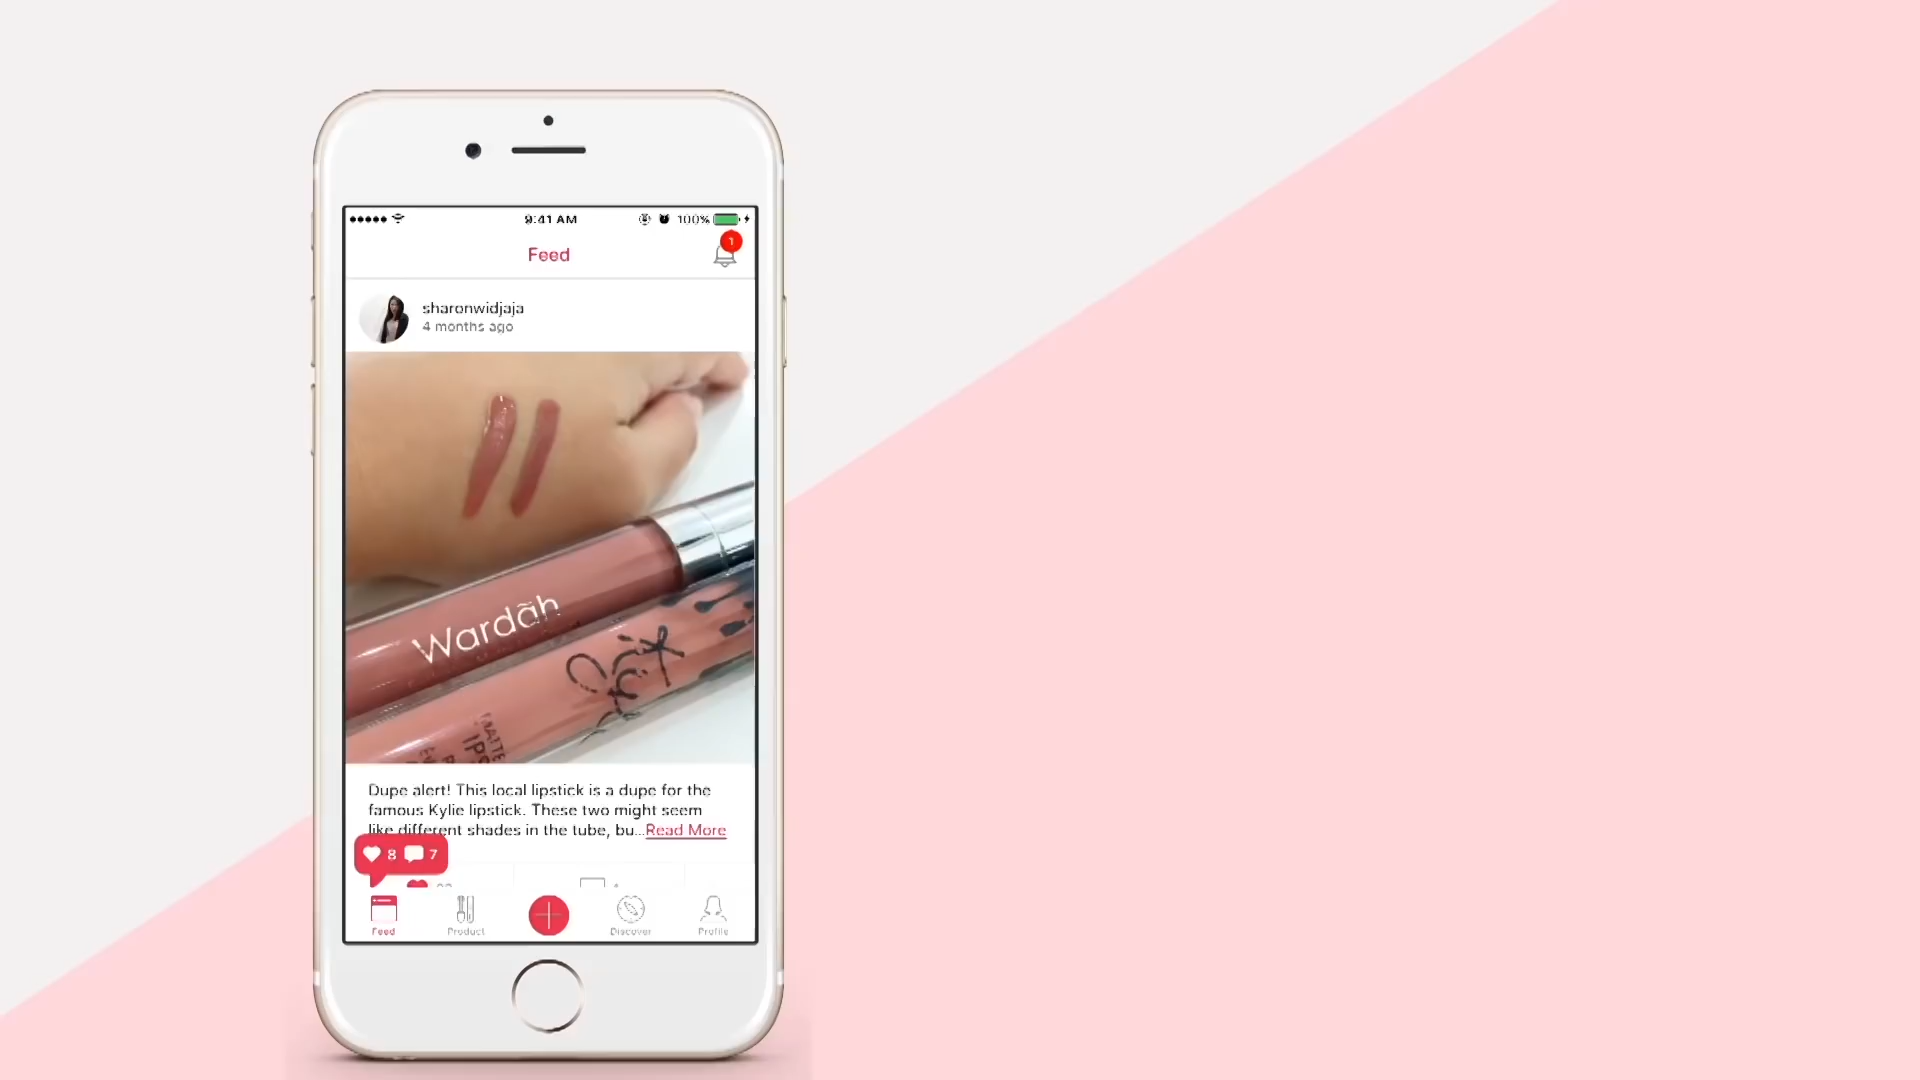 9:41 AM
100%
1
Feed
sharonwidjaja
4 months ago
Wardah
MATTE
Dupe alert! This local lipstick is a dupe for the
famous Kylie lipstick. These two might seem
like different shades in the tube, bu...Read More
8 7
Feed Product Discover Profile